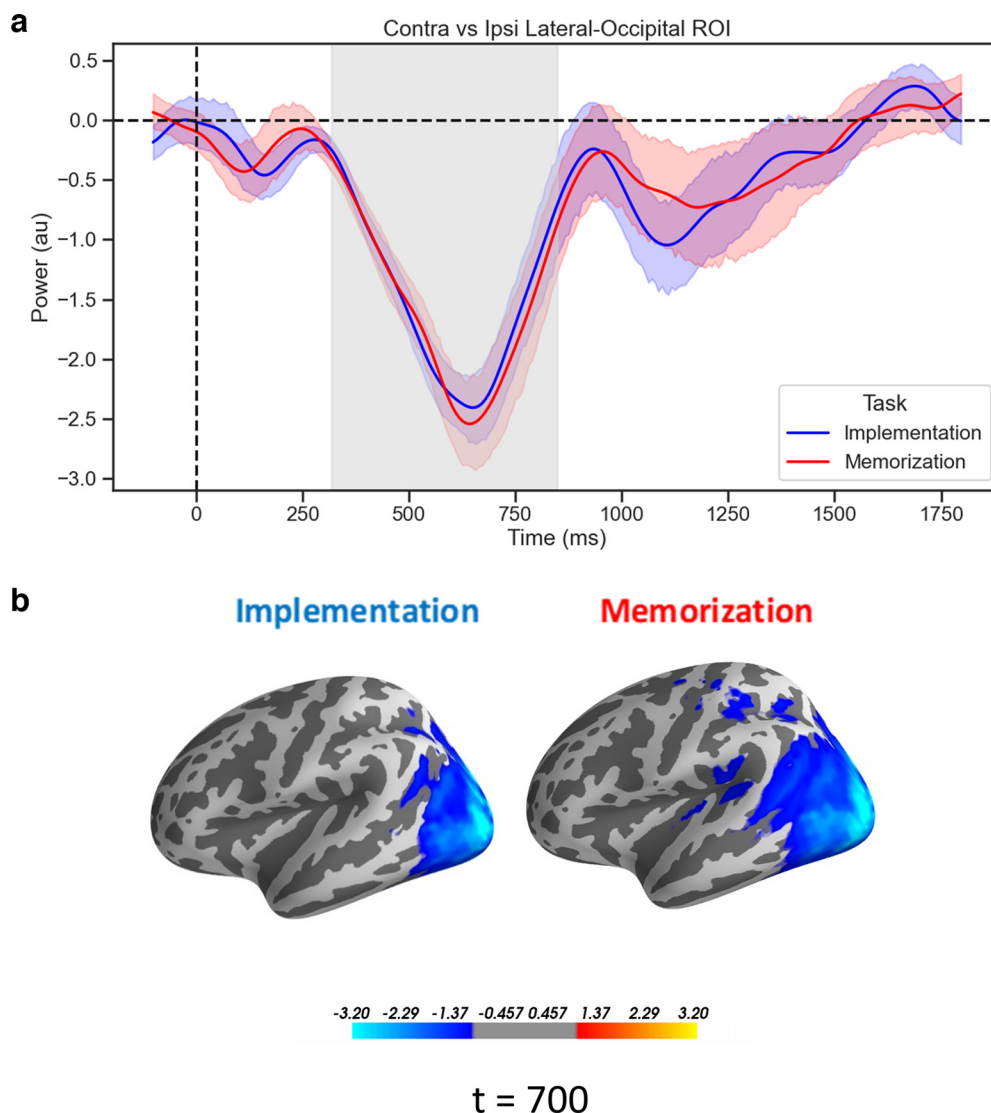 a
Contra vs Ipsi Lateral-Occipital ROI
0.5
0.0
−0.5
−1.0
−1.5
−2.0
−2.5
−3.0
Power (au)
Task
Implementation
Memorization
0 250 500 750 1000 1250 1500 1750
Time (ms)
b
Implementation Memorization
-3.20 -2.29 -1.37 -0.457 0.457 1.37 2.29 3.20
t = 700